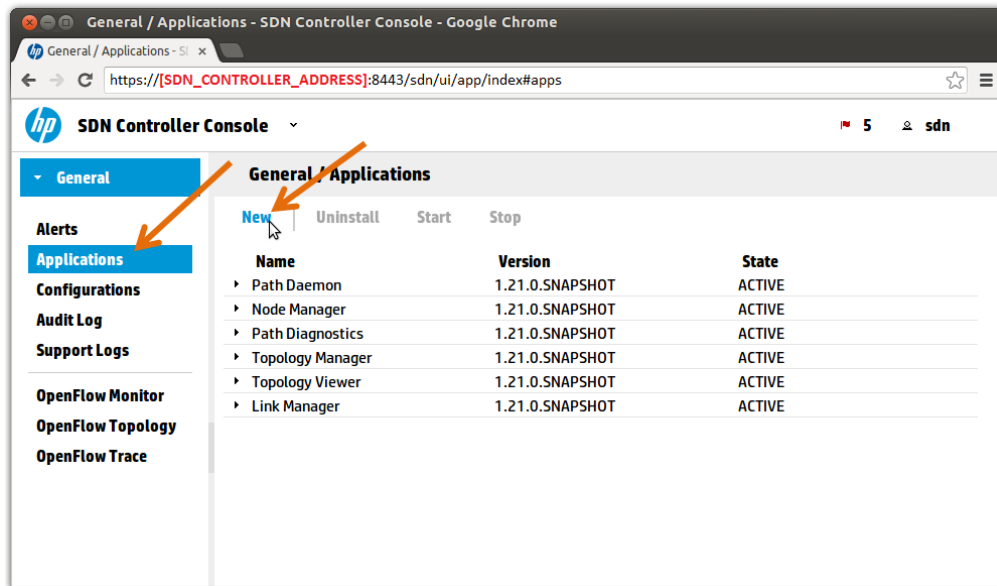 General / Applications - SDN Controller Console - Google Chrome
General / Applications - S
https://[SDN_CONTROLLER_ADDRESS]:8443/sdn/ui/app/index#apps
hp SDN Controller Console 5 sdn
General
General / Applications
New Uninstall Start Stop
Alerts
Applications
Configurations
Audit Log
Support Logs
OpenFlow Monitor
OpenFlow Topology
OpenFlow Trace
Name Version State
Path Daemon 1.21.0.SNAPSHOT ACTIVE
Node Manager 1.21.0.SNAPSHOT ACTIVE
Path Diagnostics 1.21.0.SNAPSHOT ACTIVE
Topology Manager 1.21.0.SNAPSHOT ACTIVE
Topology Viewer 1.21.0.SNAPSHOT ACTIVE
Link Manager 1.21.0.SNAPSHOT ACTIVE